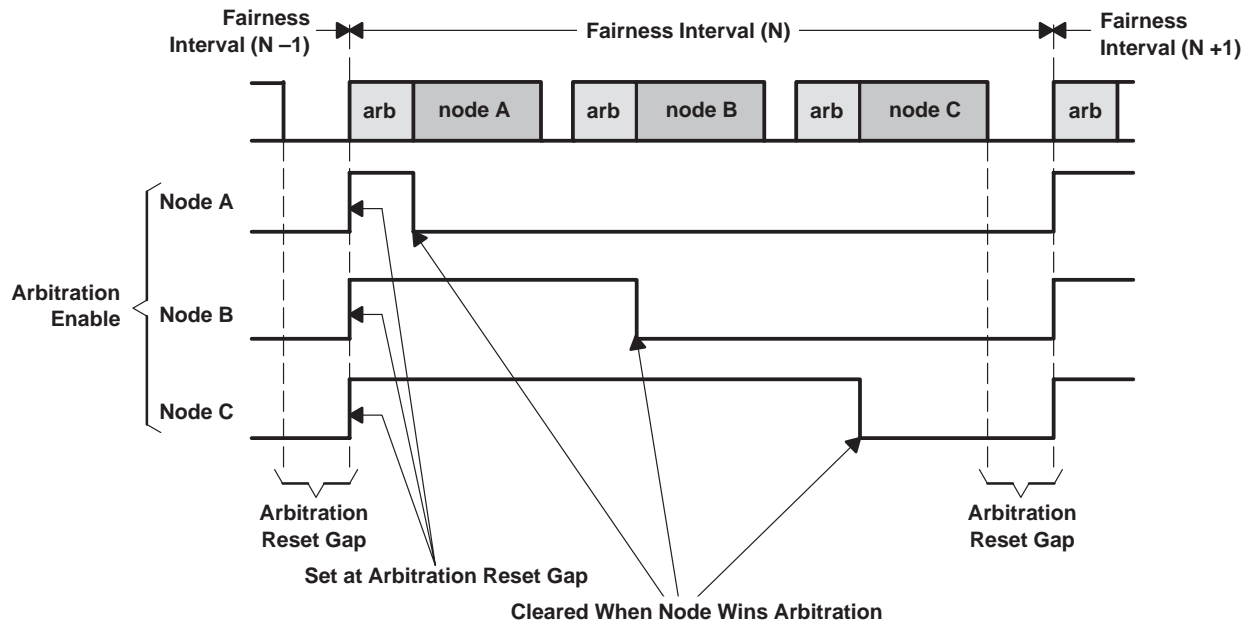 Fairness
Interval (N –1)
Fairness Interval (N)
Fairness
Interval (N +1)
arb
node A
arb
node B
arb
node C
arb
Arbitration
Enable
Node A
Node B
Node C
Arbitration
Reset Gap
Arbitration
Reset Gap
Set at Arbitration Reset Gap
Cleared When Node Wins Arbitration